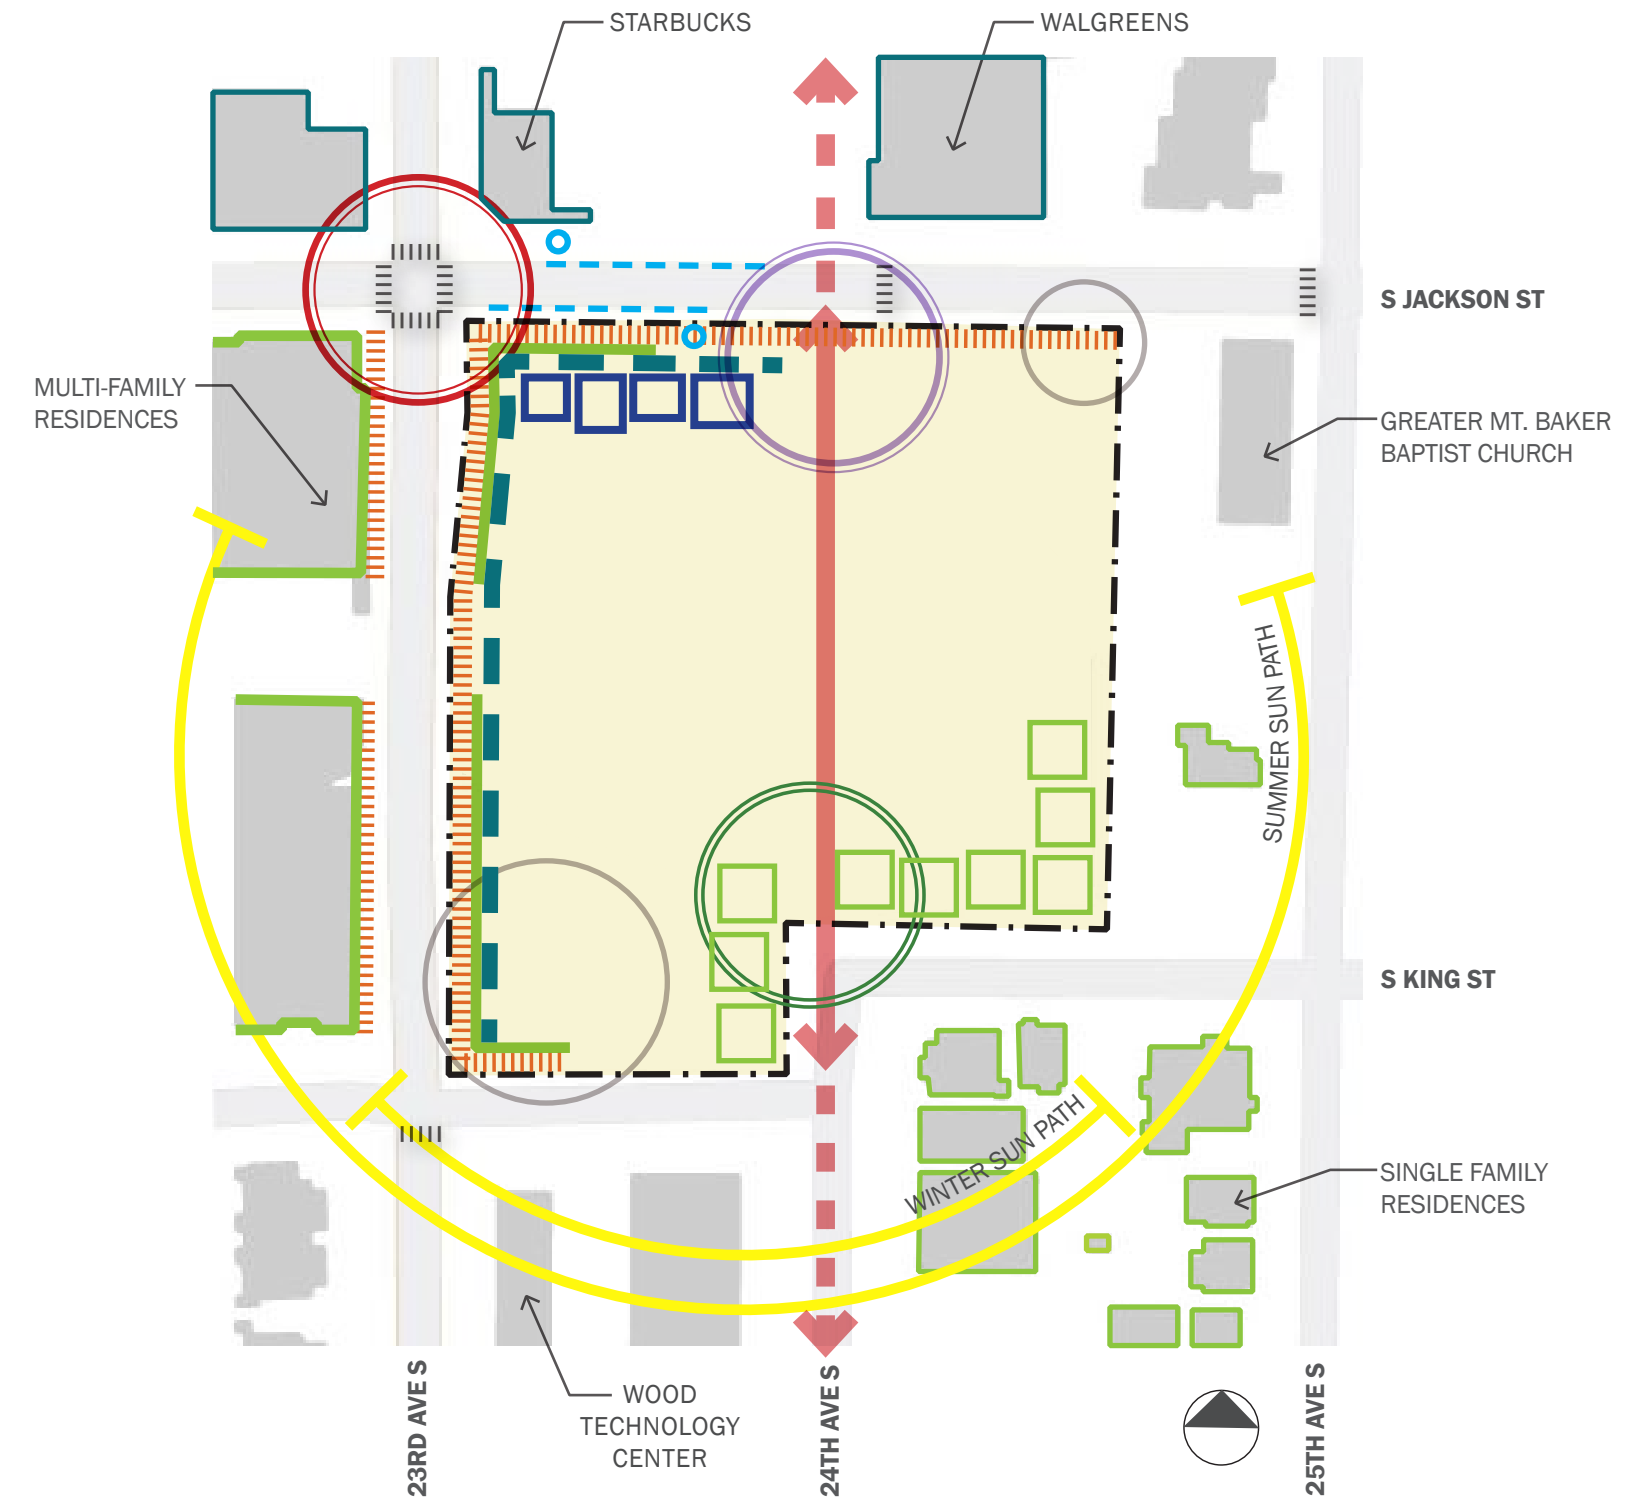 STARBUCKS
WALGREENS
S JACKSON ST
MULTI-FAMILY
RESIDENCES
GREATER MT. BAKER
BAPTIST CHURCH
SUMMER SUN PATH
S KING ST
WINTER SUN PATH
SINGLE FAMILY
RESIDENCES
WOOD
TECHNOLOGY
CENTER
23RD AVE S
24TH AVE S
25TH AVE S